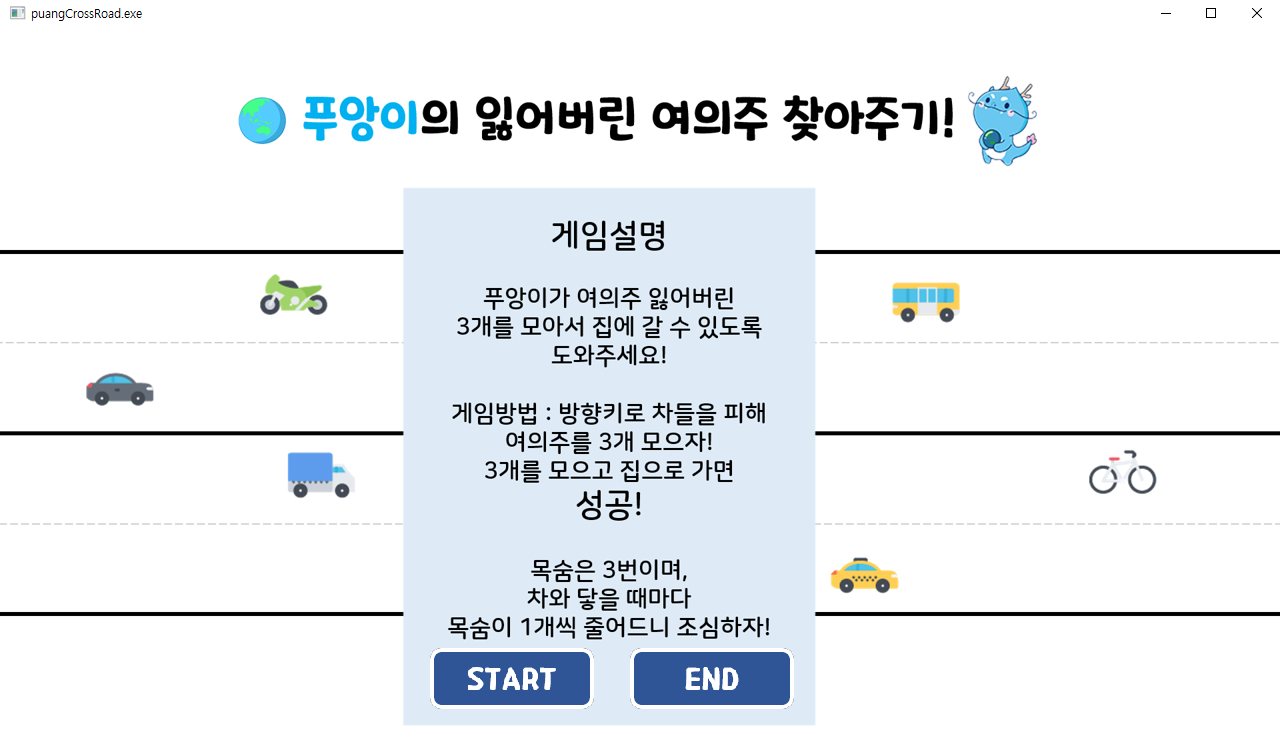 puangCrossRoad.exe
푸앙이의 잃어버린 여의주 찾아주기!
게임설명
푸앙이가 여의주 잃어버린
3개를 모아서 집에 갈 수 있도록
도와주세요!
게임방법 : 방향키로 차들을 피해
여의주를 3개 모으자!
3개를 모으고 집으로 가면
성공!
목숨은 3번이며,
차와 닿을 때마다
목숨이 1개씩 줄어드니 조심하자!
START
END